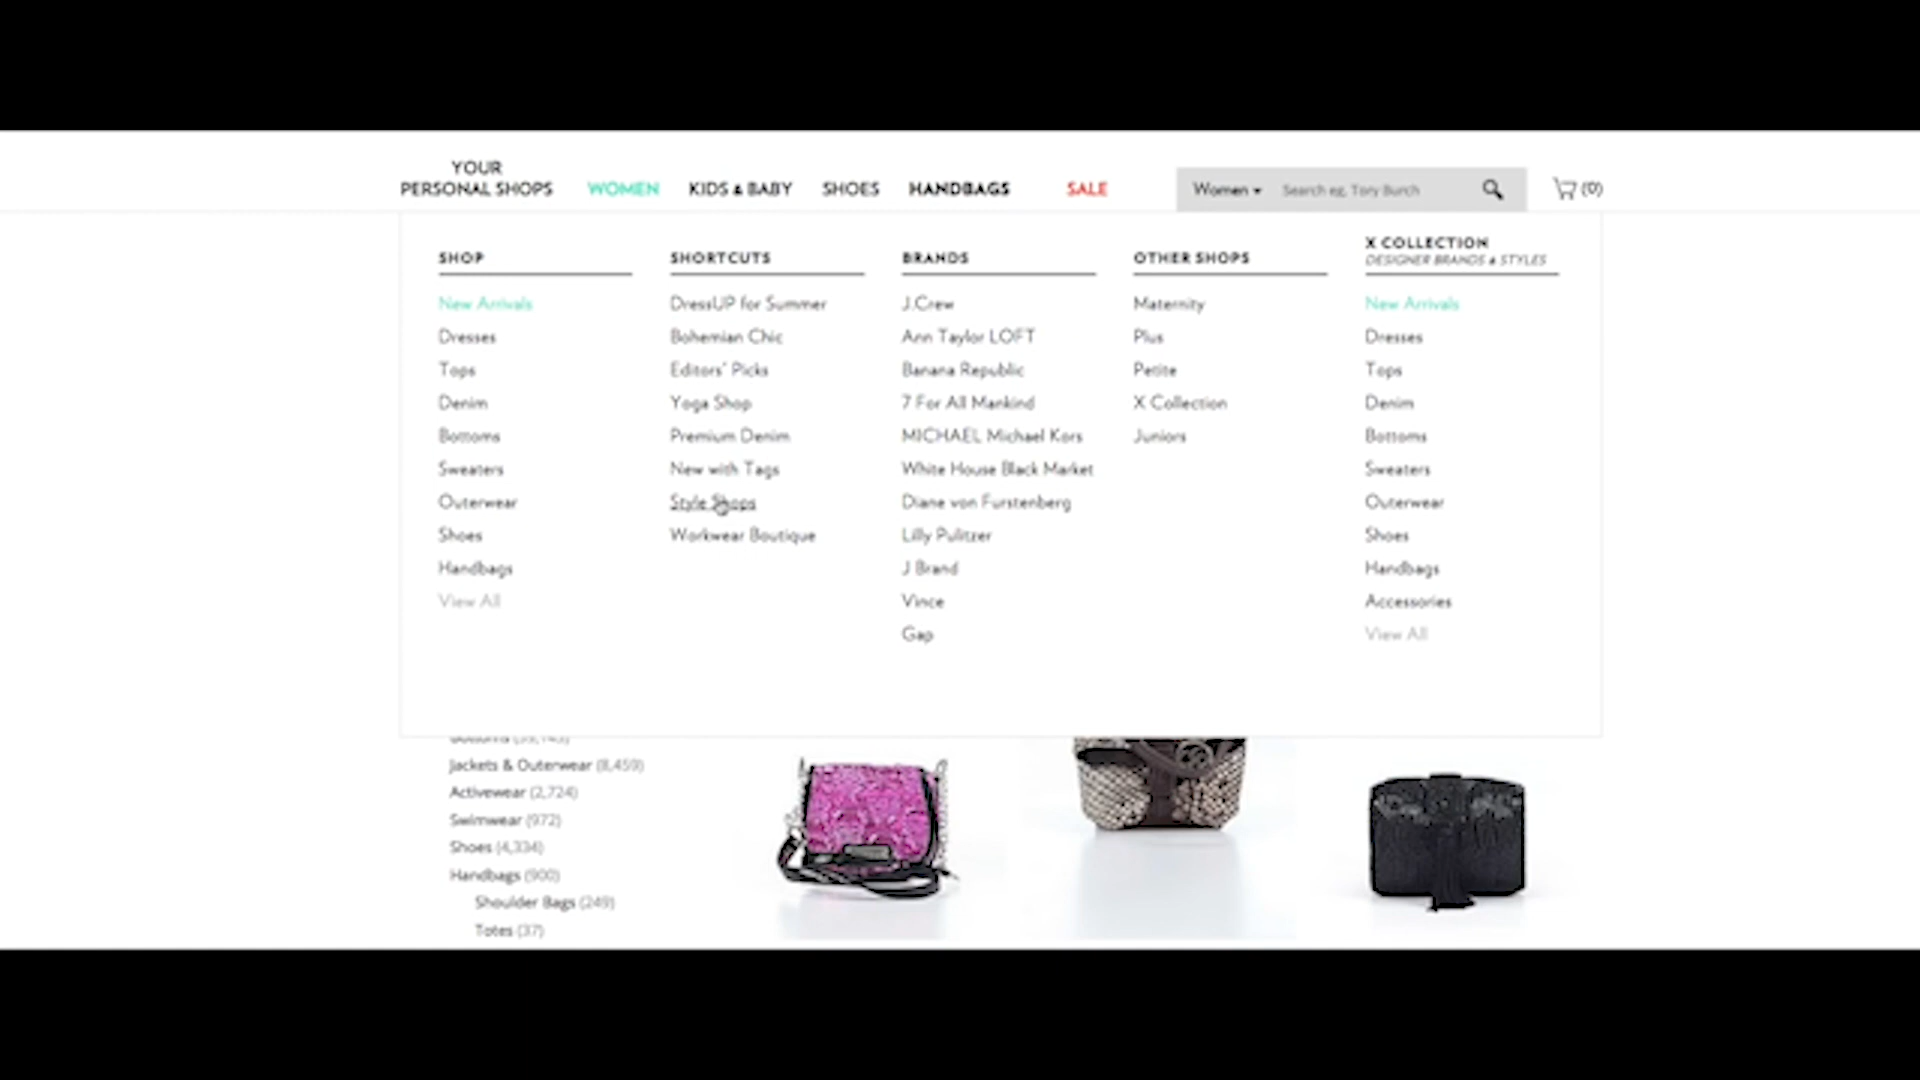 YOUR
PERSONAL SHOPS
WOMEN
KIDS & BABY
SHOES
HANDBAGS
SALE
Women
Search eg, Tory Burch
(0)
SHOP
New Arrivals
Dresses
Tops
Denim
Bottoms
Sweaters
Outerwear
Shoes
Handbags
View All
SHORTCUTS
DressUP for Summer
Bohemian Chic
Editors' Picks
Yoga Shop
Premium Denim
New with Tags
Style Shops
Workwear Boutique
BRANDS
J.Crew
Ann Taylor LOFT
Banana Republic
7 For All Mankind
MICHAEL Michael Kors
White House Black Market
Diane von Furstenberg
Lilly Pulitzer
J Brand
Vince
Gap
OTHER SHOPS
Maternity
Plus
Petite
X Collection
Juniors
X COLLECTION
DESIGNER BRANDS & STYLES
New Arrivals
Dresses
Tops
Denim
Bottoms
Sweaters
Outerwear
Shoes
Handbags
Accessories
View All
Jackets & Outerwear (8,459)
Activewear (2,724)
Swimwear (972)
Shoes (4,334)
Handbags (900)
Shoulder Bags (249)
Totes (37)